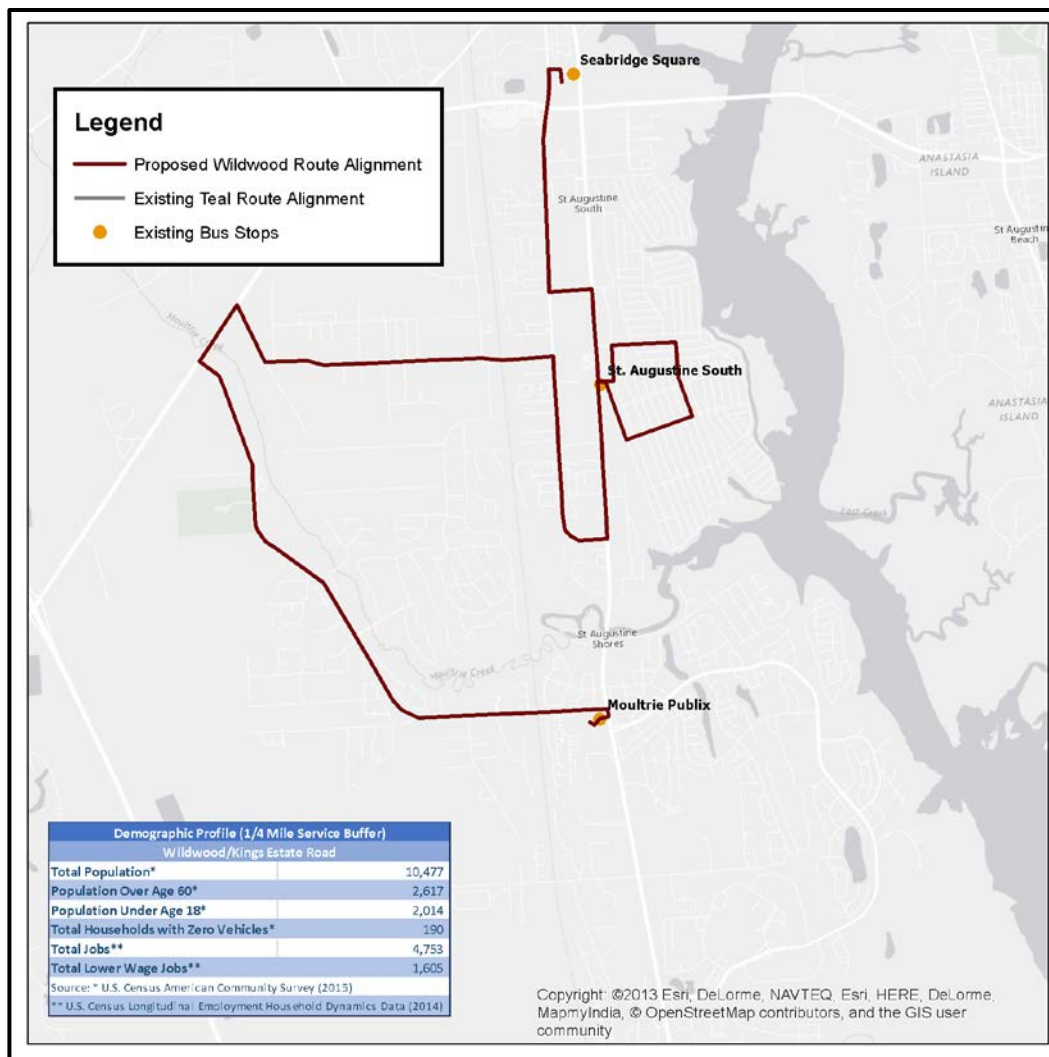 Seabridge Square
Legend
Proposed Wildwood Route Alignment
Existing Teal Route Alignment
Existing Bus Stops
ANASTASIA
ISLAND
St Augustine
South
St Augustine
Beach
Moultrie Creek
St. Augustine South
ANASTASIA
ISLAND
East Creek
St Augustine
Shores
Moultrie Creek
Moultrie Publix
Demographic Profile (1/4 Mile Service Buffer)
Wildwood/Kings Estate Road
Total Population* 10,477
Population Over Age 60* 2,617
Population Under Age 18* 2,014
Total Households with Zero Vehicles* 190
Total Jobs** 4,753
Total Lower Wage Jobs** 1,605
Source: * U.S. Census American Community Survey (2015)
** U.S. Census Longitudinal Employment Household Dynamics Data (2014)
Copyright: ©2013 Esri, DeLorme, NAVTEQ, Esri, HERE, DeLorme,
MapmyIndia, © OpenStreetMap contributors, and the GIS user
community